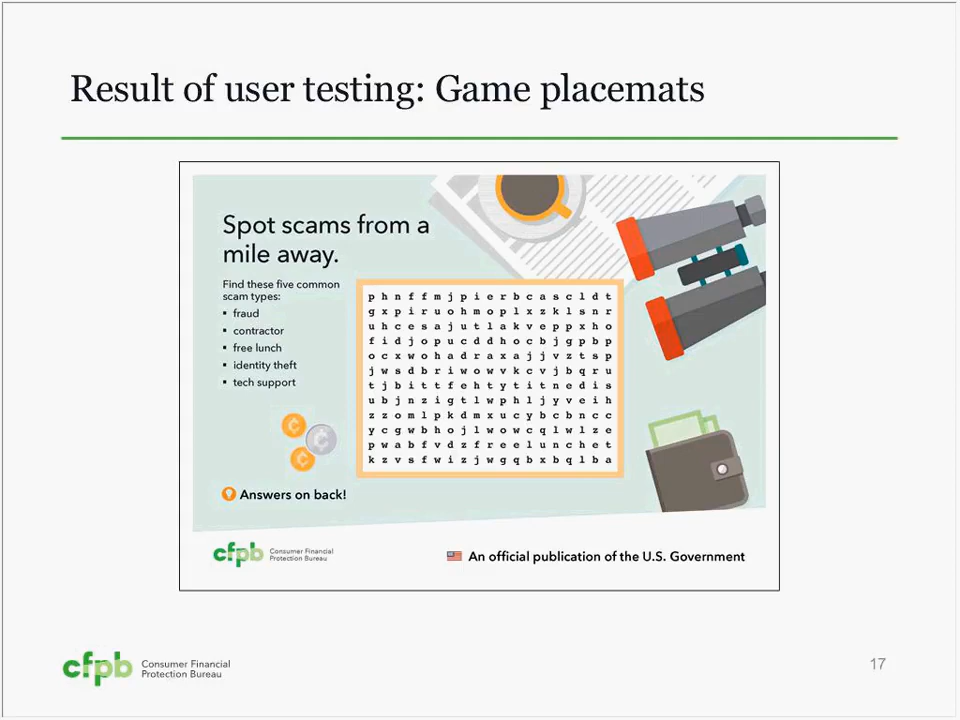 Result of user testing: Game placemats
Spot scams from a
mile away.
Find these five common
scam types:
▪ fraud
▪ contractor
▪ free lunch
▪ identity theft
▪ tech support
p h n f f m j p i e r b c a s c l d t
g x p i r u o h m o p l x z k l s n r
u h c e s a j u t l a k v e p p x h o
f i d j o p u c d d h o c b j g p b p
o c x w o h a d r a x a j j v z t s p
j w s d b r i w o w v k c v j b q r u
t j b i t t f e h t y t i t n e d i s
u b j n z i g t l w p h l j y v e i h
z z o m l p k d m x u c y b c b n c c
y c g w b h o j l w o w c q l w l z e
p w a b f v d z f r e e l u n c h e t
k z v s f w i z j w g q b x b q l b a
Answers on back!
cfpb Consumer Financial
Protection Bureau
An official publication of the U.S. Government
cfpb Consumer Financial
Protection Bureau
17